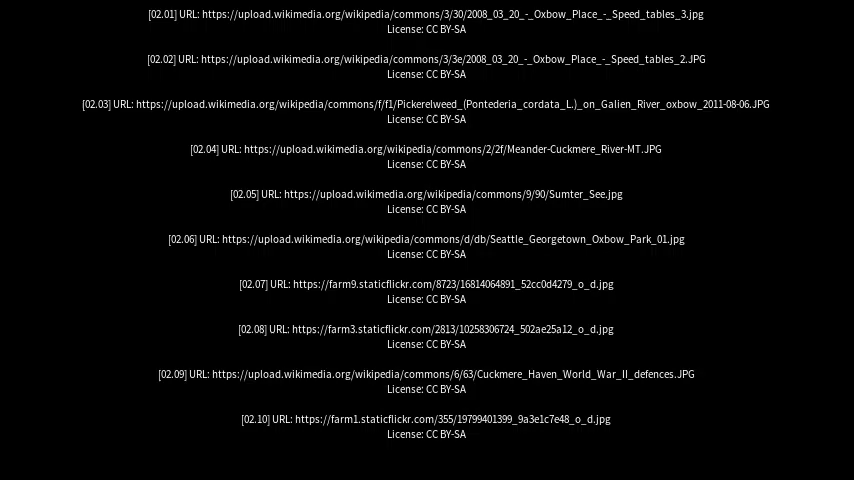 [02.01] URL: https://upload.wikimedia.org/wikipedia/commons/3/30/2008_03_20_-_Oxbow_Place_-_Speed_tables_3.jpg
License: CC BY-SA
[02.02] URL: https://upload.wikimedia.org/wikipedia/commons/3/3e/2008_03_20_-_Oxbow_Place_-_Speed_tables_2.JPG
License: CC BY-SA
[02.03] URL: https://upload.wikimedia.org/wikipedia/commons/f/f1/Pickerelweed_(Pontederia_cordata_L.)_on_Galien_River_oxbow_2011-08-06.JPG
License: CC BY-SA
[02.04] URL: https://upload.wikimedia.org/wikipedia/commons/2/2f/Meander-Cuckmere_River-MT.JPG
License: CC BY-SA
[02.05] URL: https://upload.wikimedia.org/wikipedia/commons/9/90/Sumter_See.jpg
License: CC BY-SA
[02.06] URL: https://upload.wikimedia.org/wikipedia/commons/d/db/Seattle_Georgetown_Oxbow_Park_01.jpg
License: CC BY-SA
[02.07] URL: https://farm9.staticflickr.com/8723/16814064891_52cc0d4279_o_d.jpg
License: CC BY-SA
[02.08] URL: https://farm3.staticflickr.com/2813/10258306724_502ae25a12_o_d.jpg
License: CC BY-SA
[02.09] URL: https://upload.wikimedia.org/wikipedia/commons/6/63/Cuckmere_Haven_World_War_II_defences.JPG
License: CC BY-SA
[02.10] URL: https://farm1.staticflickr.com/355/19799401399_9a3e1c7e48_o_d.jpg
License: CC BY-SA